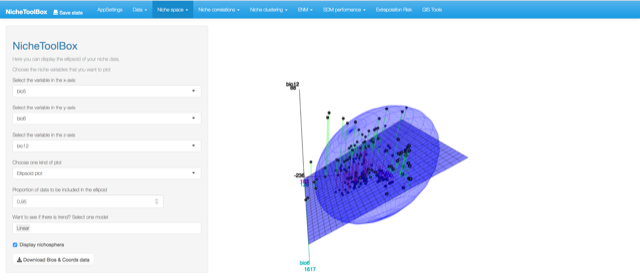 NicheToolBox
Save state
AppSettings
Data
Niche space
Niche correlations
Niche clustering
ENM
SDM performance
Extrapolation Risk
GIS Tools
NicheToolBox
Here you can display the ellipsoid of your niche data.
Choose the niche variables that you want to plot
Select the variable in the x-axis
bio5
Select the variable in the y-axis
bio6
Select the variable in the z-axis
bio12
Choose one kind of plot
Ellipsoid plot
Proportion of data to be included in the ellipsoid
0,95
Want to see if there is trend? Select one model
Linear
Display nichosphera
Download Bios & Coords data
bio12
-236
bio6
1817